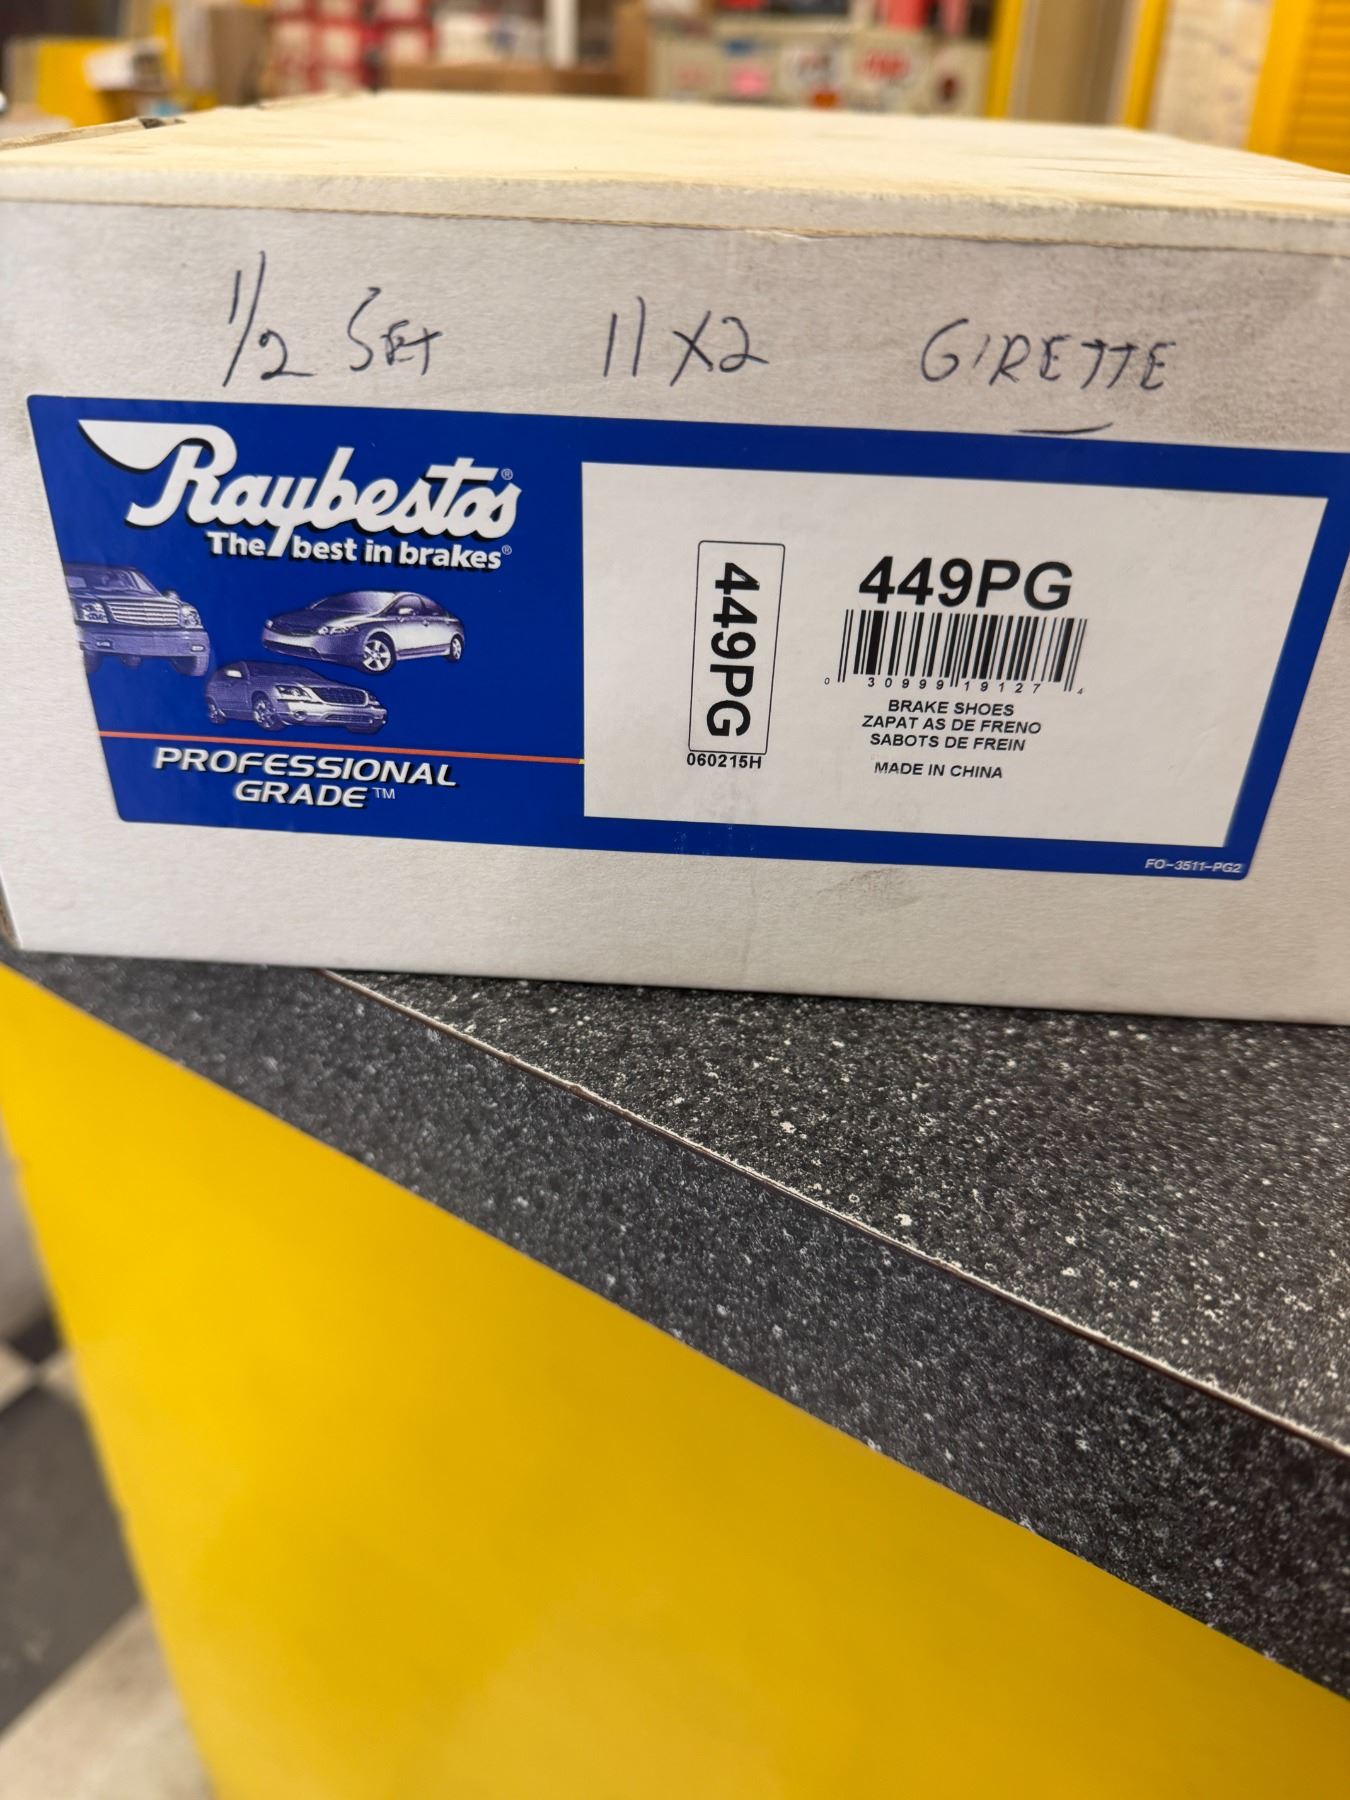 1/2 SET 11X2 GIRETTE
Raybestos®
The best in brakes®
PROFESSIONAL
GRADE™
449PG
060215H
449PG
0 30999 19127 4
BRAKE SHOES
ZAPAT AS DE FRENO
SABOTS DE FREIN
MADE IN CHINA
FO-3511-PG2